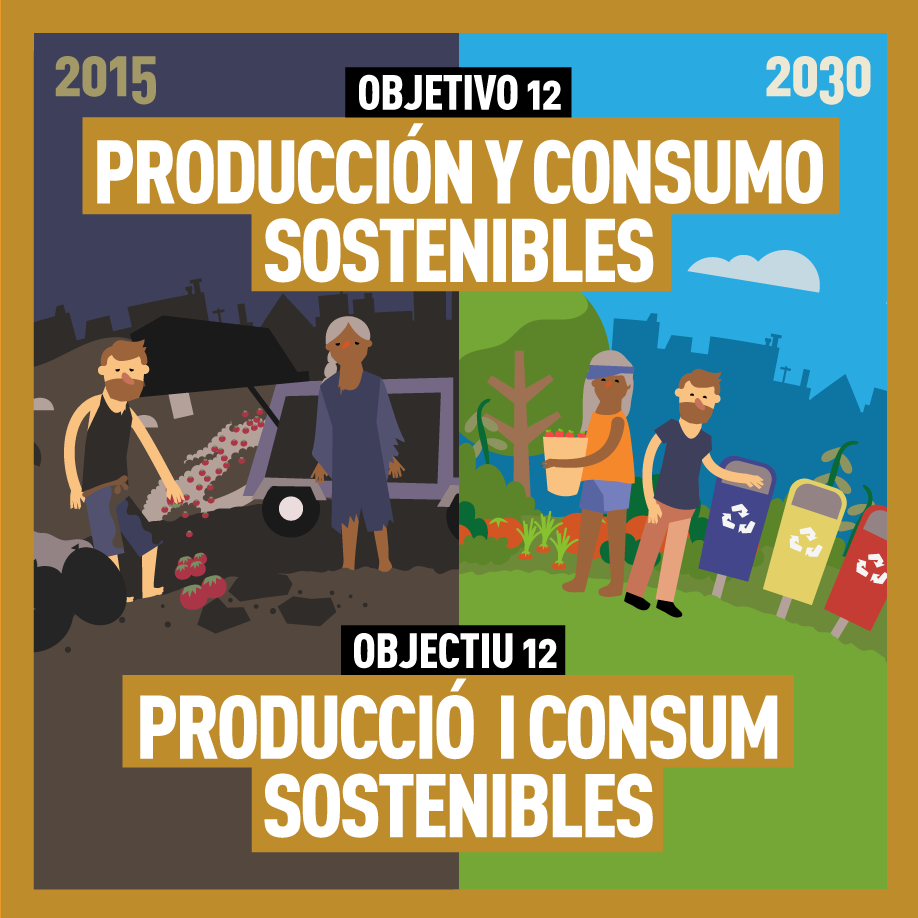 2015
2030
OBJETIVO 12
PRODUCCIÓN Y CONSUMO
SOSTENIBLES
OBJECTIU 12
PRODUCCIÓ I CONSUM
SOSTENIBLES